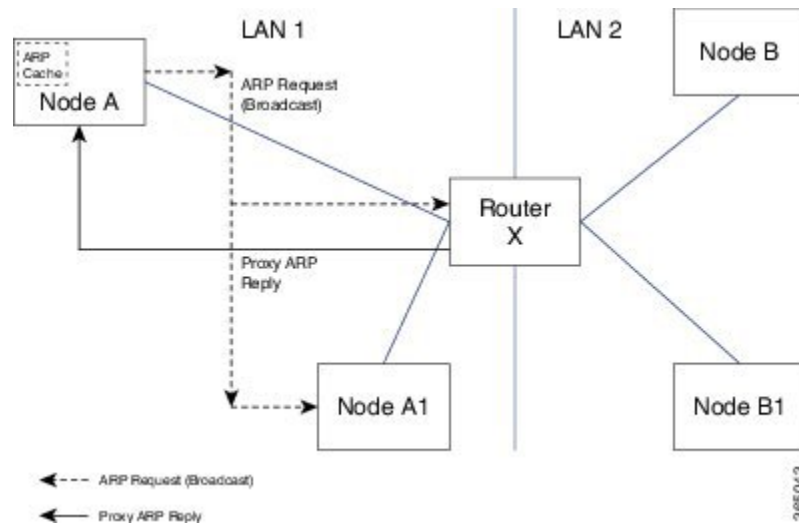 LAN 1
LAN 2
ARP
Cache
Node A
ARP Request
(Broadcast)
Node B
Router
X
Proxy ARP
Reply
Node A1
Node B1
ARP Request (Broadcast)
Proxy ARP Reply